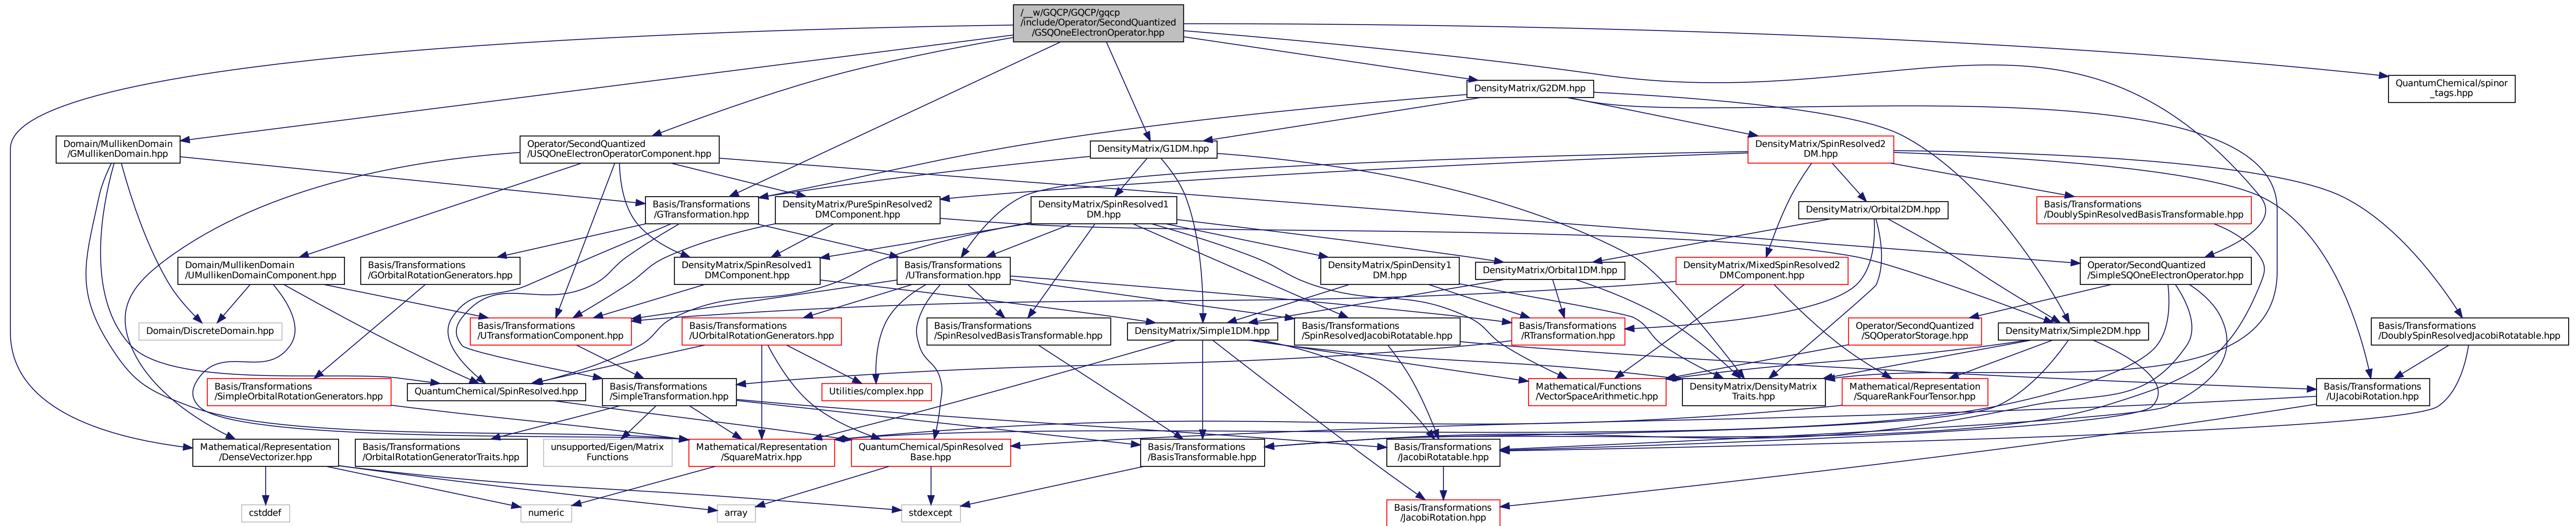 /__w/GQCP/GQCP/gqcp
/include/Operator/SecondQuantized
/GSQOneElectronOperator.hpp
QuantumChemical/spinor
_tags.hpp
DensityMatrix/G2DM.hpp
Domain/MullikenDomain
/GMullikenDomain.hpp
Operator/SecondQuantized
/USQOneElectronOperatorComponent.hpp
DensityMatrix/G1DM.hpp
DensityMatrix/SpinResolved2
DM.hpp
Basis/Transformations
/GTransformation.hpp
DensityMatrix/PureSpinResolved2
DMComponent.hpp
DensityMatrix/SpinResolved1
DM.hpp
DensityMatrix/Orbital2DM.hpp
Basis/Transformations
/DoublySpinResolvedBasisTransformable.hpp
Domain/MullikenDomain
/UMullikenDomainComponent.hpp
Basis/Transformations
/GOrbitalRotationGenerators.hpp
DensityMatrix/SpinResolved1
DMComponent.hpp
Basis/Transformations
/UTransformation.hpp
DensityMatrix/SpinDensity1
DM.hpp
DensityMatrix/Orbital1DM.hpp
DensityMatrix/MixedSpinResolved2
DMComponent.hpp
Operator/SecondQuantized
/SimpleSQOneElectronOperator.hpp
Domain/DiscreteDomain.hpp
Basis/Transformations
/UTransformationComponent.hpp
Basis/Transformations
/UOrbitalRotationGenerators.hpp
Basis/Transformations
/SpinResolvedBasisTransformable.hpp
DensityMatrix/Simple1DM.hpp
Basis/Transformations
/SpinResolvedJacobiRotatable.hpp
Basis/Transformations
/RTransformation.hpp
Operator/SecondQuantized
/SQOperatorStorage.hpp
DensityMatrix/Simple2DM.hpp
Basis/Transformations
/DoublySpinResolvedJacobiRotatable.hpp
Basis/Transformations
/SimpleOrbitalRotationGenerators.hpp
QuantumChemical/SpinResolved.hpp
Basis/Transformations
/SimpleTransformation.hpp
Utilities/complex.hpp
Mathematical/Functions
/VectorSpaceArithmetic.hpp
DensityMatrix/DensityMatrix
Traits.hpp
Mathematical/Representation
/SquareRankFourTensor.hpp
Basis/Transformations
/UJacobiRotation.hpp
Mathematical/Representation
/DenseVectorizer.hpp
Basis/Transformations
/OrbitalRotationGeneratorTraits.hpp
unsupported/Eigen/Matrix
Functions
Mathematical/Representation
/SquareMatrix.hpp
QuantumChemical/SpinResolved
Base.hpp
Basis/Transformations
/BasisTransformable.hpp
Basis/Transformations
/JacobiRotatable.hpp
cstddef
numeric
array
stdexcept
Basis/Transformations
/JacobiRotation.hpp